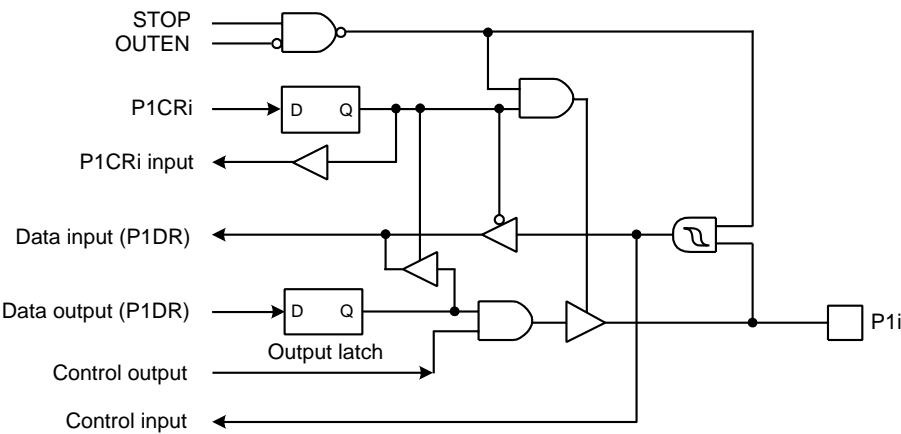 STOP
OUTEN
P1CRi
D Q
P1CRi input
Data input (P1DR)
Data output (P1DR)
D Q
P1i
Output latch
Control output
Control input